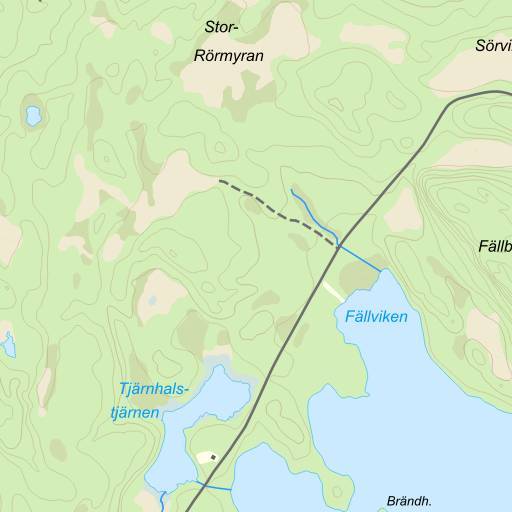 Stor-
Rörmyran
Sörvi
Fällb
Fällviken
Tjärnhals-
tjärnen
Brändh.